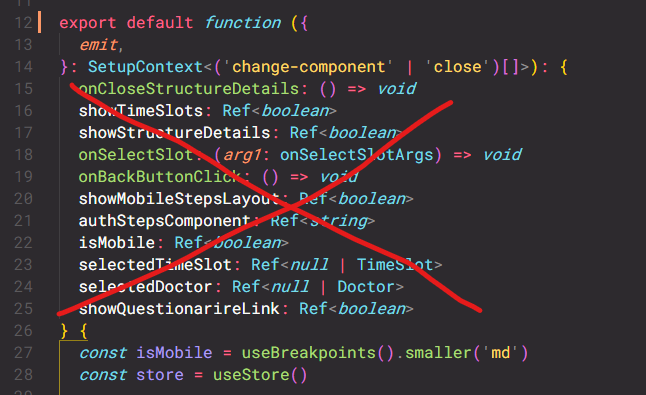 12 export default function ({
13 emit,
14 }: SetupContext<('change-component' | 'close')[]>): {
15 onCloseStructureDetails: () => void
16 showTimeSlots: Ref<boolean>
17 showStructureDetails: Ref<boolean>
18 onSelectSlot: (arg1: onSelectSlotArgs) => void
19 onBackButtonClick: () => void
20 showMobileStepsLayout: Ref<boolean>
21 authStepsComponent: Ref<string>
22 isMobile: Ref<boolean>
23 selectedTimeSlot: Ref<null | TimeSlot>
24 selectedDoctor: Ref<null | Doctor>
25 showQuestionarireLink: Ref<boolean>
26 } {
27 const isMobile = useBreakpoints().smaller('md')
28 const store = useStore()